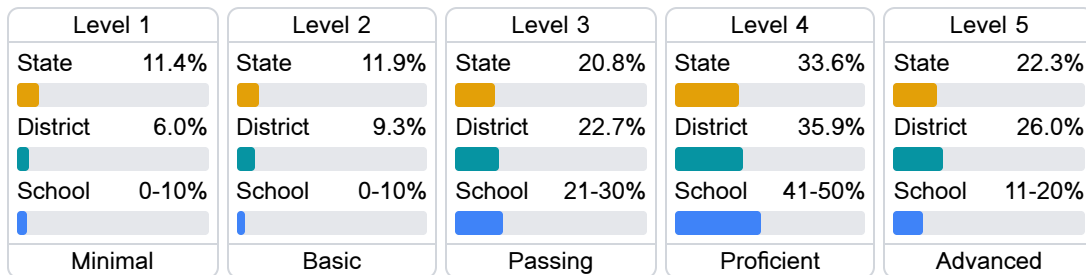 Level 1
State 11.4%
District 6.0%
School 0-10%
Minimal
Level 2
State 11.9%
District 9.3%
School 0-10%
Basic
Level 3
State 20.8%
District 22.7%
School 21-30%
Passing
Level 4
State 33.6%
District 35.9%
School 41-50%
Proficient
Level 5
State 22.3%
District 26.0%
School 11-20%
Advanced